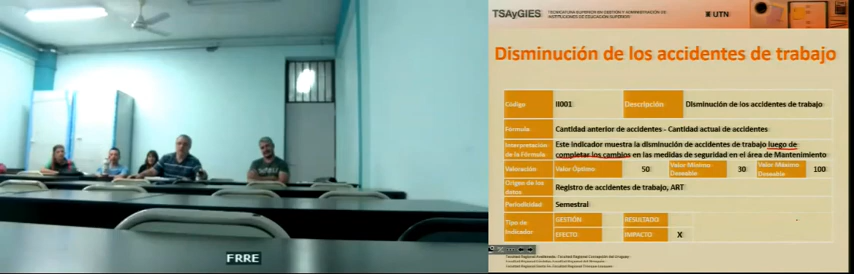 TSAyGIES
TECNICATURA SUPERIOR EN GESTIÓN Y ADMINISTRACIÓN DE
INSTITUCIONES DE EDUCACIÓN SUPERIOR
UTN
Disminución de los accidentes de trabajo
Código
II001
Descripción:
Disminución de los accidentes de trabajo
Fórmula:
Cantidad anterior de accidentes - Cantidad actual de accidentes
Interpretación
de la Fórmula
Este indicador muestra la disminución de accidentes de trabajo luego de
completar los cambios en las medidas de seguridad en el área de Mantenimiento
Valoración
Valor Óptimo
50
Valor Mínimo
Deseable
30
Valor Máximo
Deseable
100
Origen de los
datos
Registro de accidentes de trabajo, ART
Periodicidad
Semestral
Tipo de
Indicador
GESTIÓN
RESULTADO
EFECTO:
IMPACTO:
X
FRRE